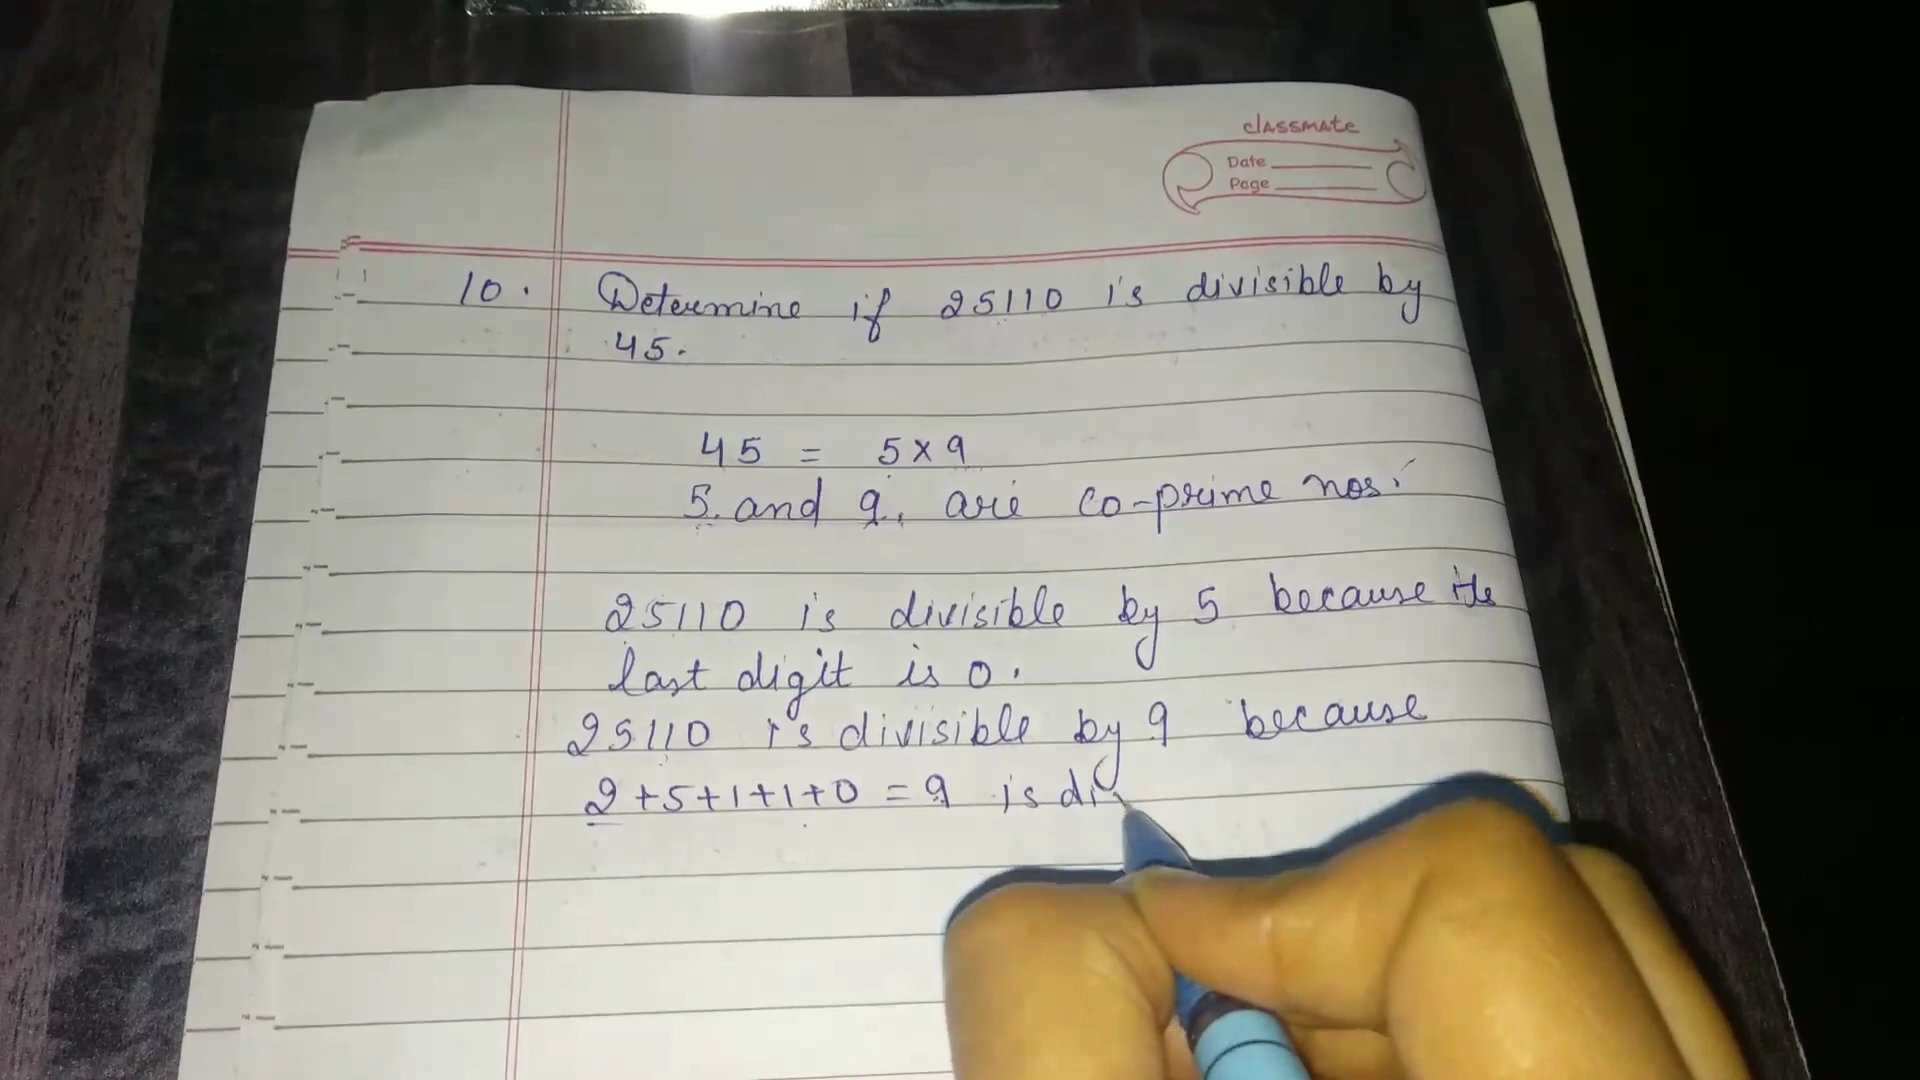 classmate
Date
Page
10. Determine if 25110 is divisible by
45.
45 = 5×9
5 and 9, are co-prime nos.
25110 is divisible by 5 because its
last digit is 0.
25110 is divisible by 9 because
2+5+1+1+0 = 9 is di